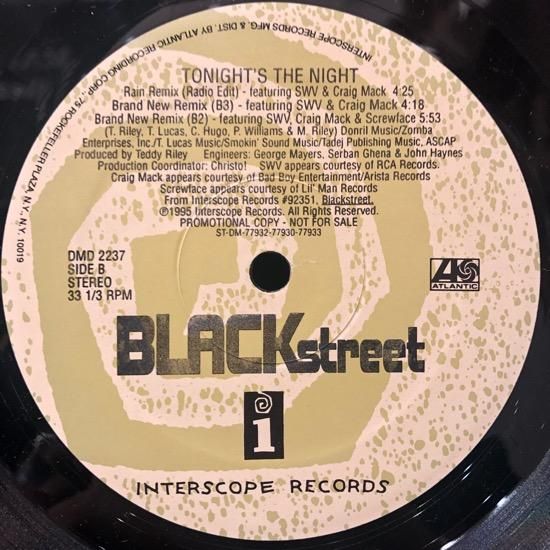 INTERSCOPE RECORDS MFG. & DIST. BY ATLANTIC RECORDING CORP., 75 ROCKEFELLER PLAZA N.Y., N.Y. 10019
TONIGHT'S THE NIGHT
Rain Remix (Radio Edit) - featuring SWV & Craig Mack 4:25
Brand New Remix (B3) - featuring SWV & Craig Mack 4:18
Brand New Remix (B2) - featuring SWV, Craig Mack & Screwface 5:53
(T. Riley, T. Lucas, C. Hugo, P. Williams & M. Riley) Donril Music/Zomba
Enterprises, Inc./T. Lucas Music/Smokin' Sound Music/Tadej Publishing Music, ASCAP
Produced by Teddy Riley Engineers: George Mayers, Serban Ghena & John Haynes
Production Coordinator: Christo! SWV appears courtesy of RCA Records.
Craig Mack appears courtesy of Bad Boy Entertainment/Arista Records
Screwface appears courtesy of Lil' Man Records
From Interscope Records #92351, Blackstreet.
©1995 Interscope Records. All Rights Reserved.
PROMOTIONAL COPY - NOT FOR SALE
ST-DM-77932-77930-77933
DMD 2237
SIDE B
STEREO
33 1/3 RPM
ATLANTIC
BLACKstreet
i
INTERSCOPE RECORDS